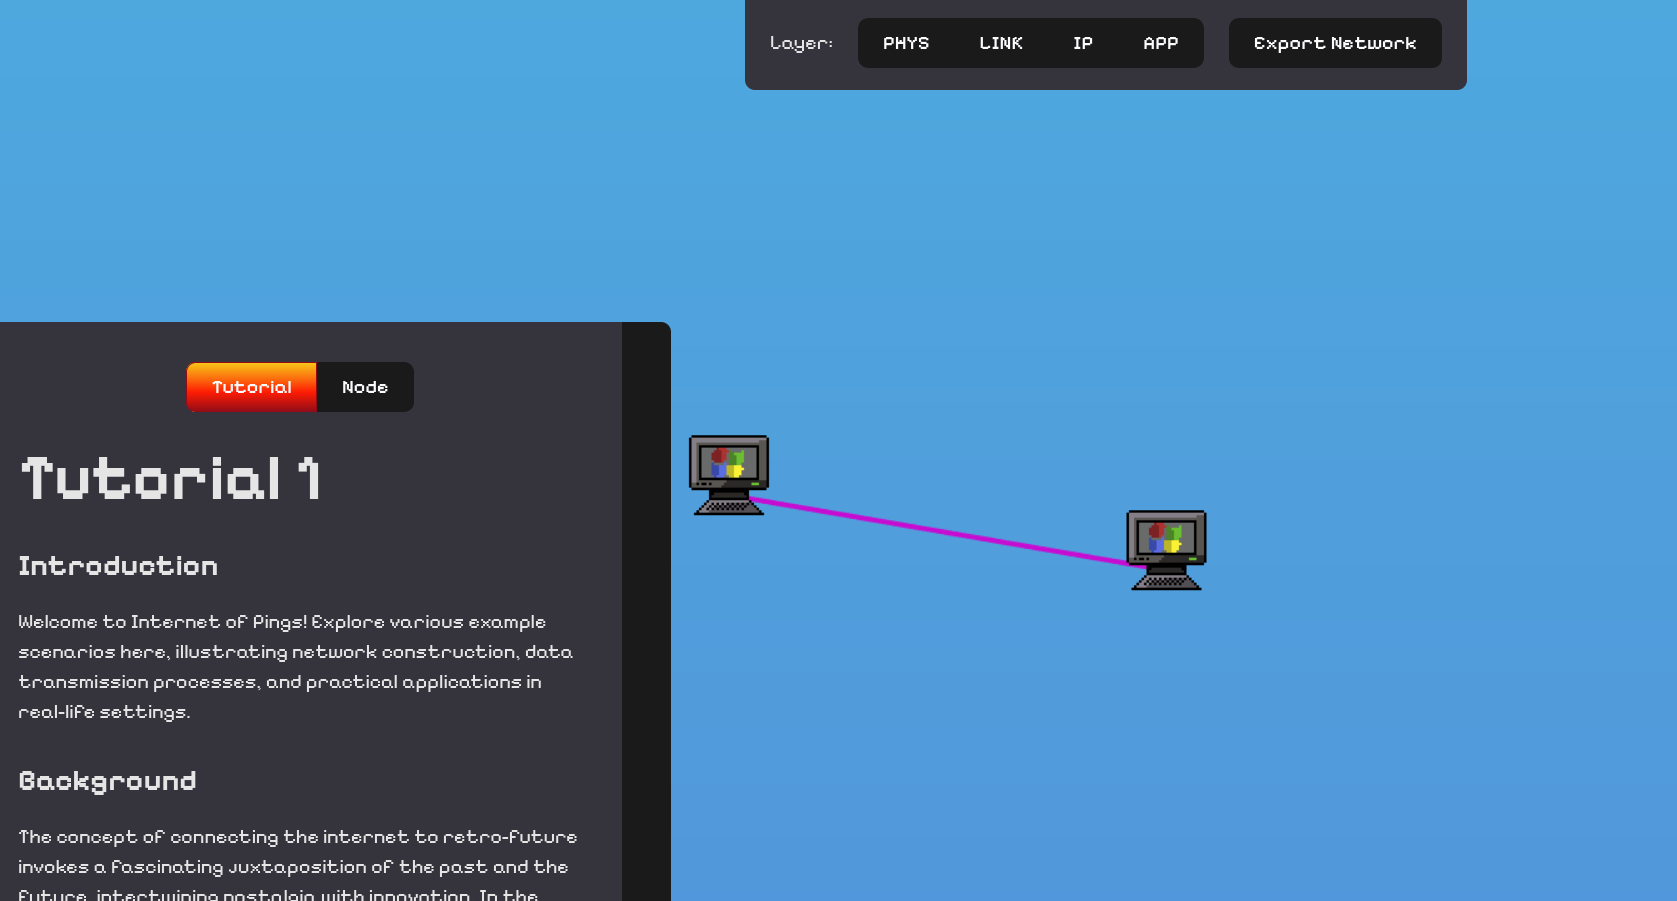 Layer: PHYS LINK IP APP Export Network
Tutorial Node
Tutorial 1
Introduction
Welcome to Internet of Pings! Explore various example
scenarios here, illustrating network construction, data
transmission processes, and practical applications in
real-life settings.
Background
The concept of connecting the internet to retro-future
invokes a fascinating juxtaposition of the past and the
future, intertwining nostalgia with innovation. In the